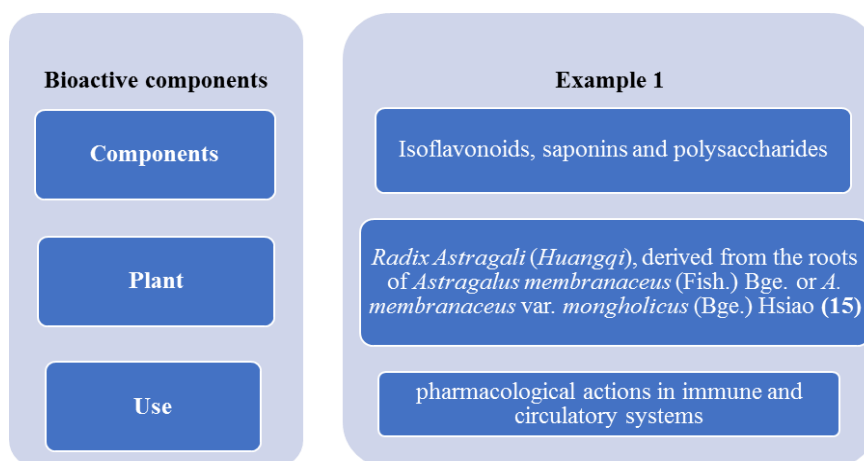 Bioactive components
Components
Plant
Use
Example 1
Isoflavonoids, saponins and polysaccharides
Radix Astragali (Huangqi), derived from the roots
of Astragalus membranaceus (Fish.) Bge. or A.
membranaceus var. mongholicus (Bge.) Hsiao (15)
pharmacological actions in immune and
circulatory systems